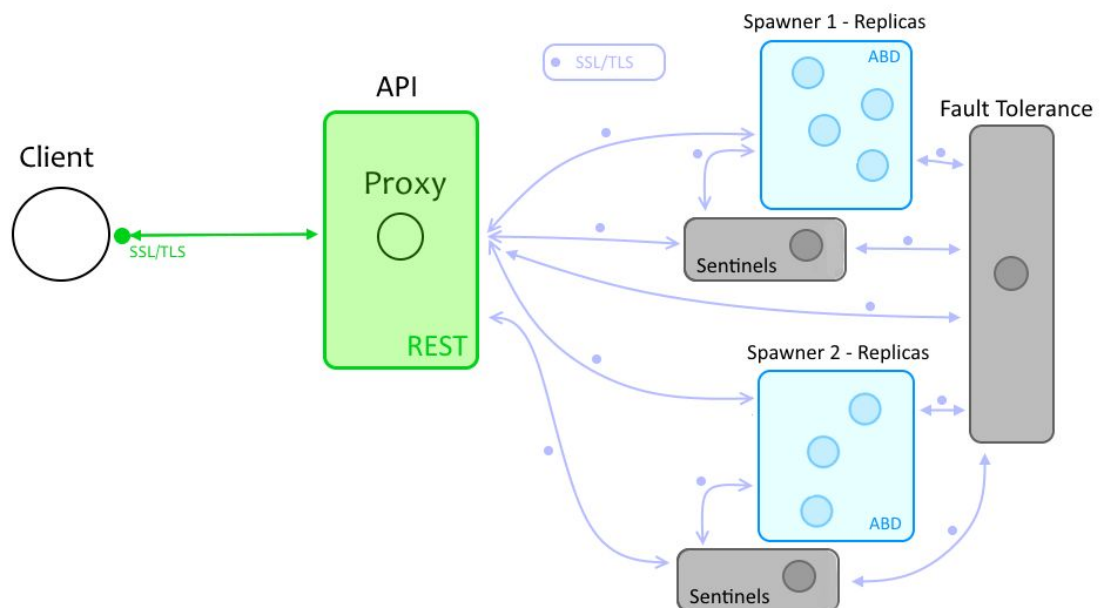 Spawner 1 - Replicas
SSL/TLS
ABD
API
Fault Tolerance
Client
Proxy
SSL/TLS
Sentinels
REST
Spawner 2 - Replicas
ABD
Sentinels